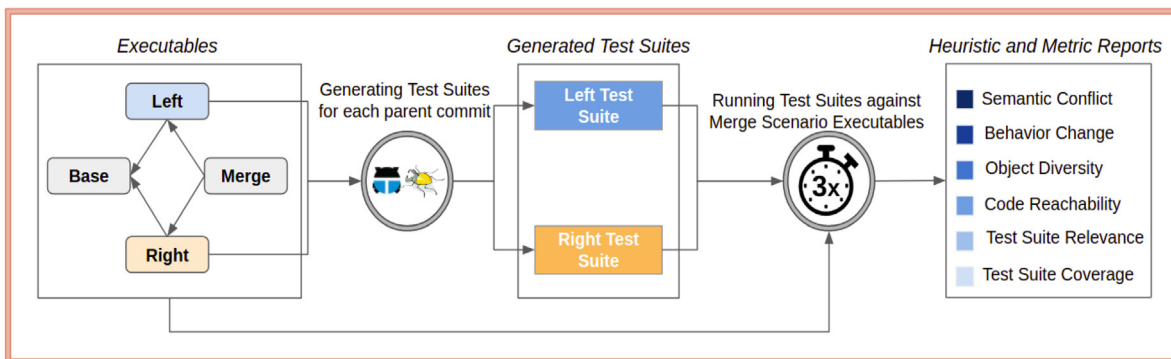 Executables
Generated Test Suites
Heuristic and Metric Reports
Left
Base
Merge
Right
Generating Test Suites
for each parent commit
Left Test
Suite
Right Test
Suite
Running Test Suites against
Merge Scenario Executables
3x
Semantic Conflict
Behavior Change
Object Diversity
Code Reachability
Test Suite Relevance
Test Suite Coverage